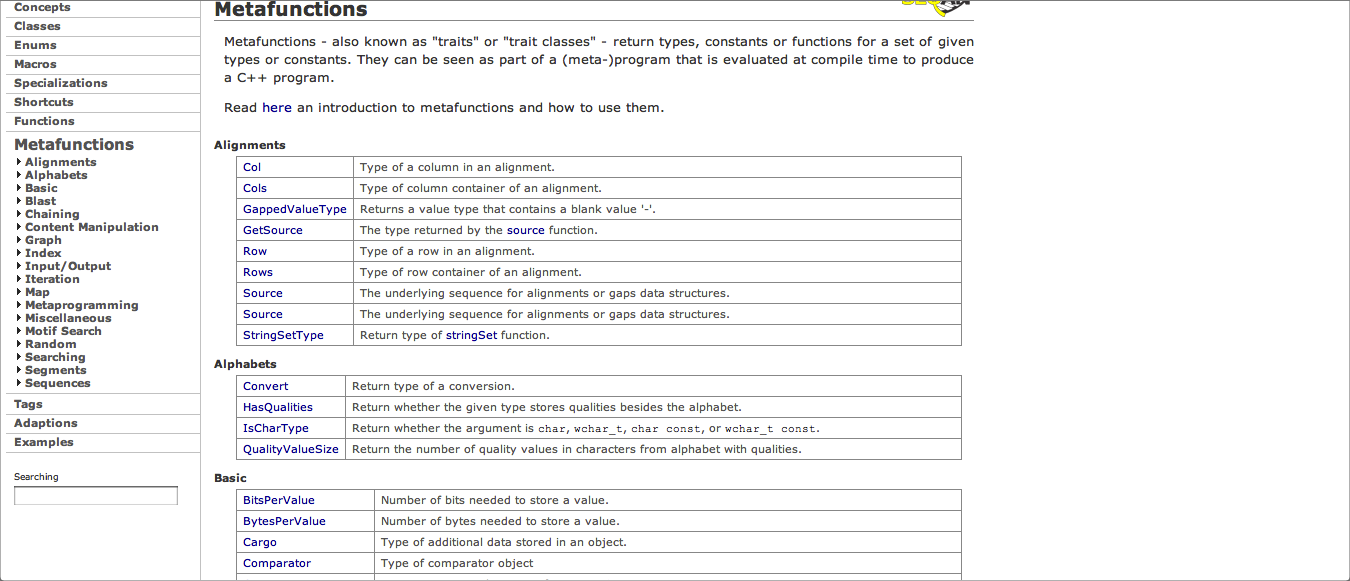 Concepts
Classes
Enums
Macros
Specializations
Shortcuts
Functions
Metafunctions
Alignments
Alphabets
Basic
Blast
Chaining
Content Manipulation
Graph
Index
Input/Output
Iteration
Map
Metaprogramming
Miscellaneous
Motif Search
Random
Searching
Segments
Sequences
Tags
Adaptions
Examples
Searching
Metafunctions
Metafunctions - also known as "traits" or "trait classes" - return types, constants or functions for a set of given
types or constants. They can be seen as part of a (meta-)program that is evaluated at compile time to produce
a C++ program.
Read here an introduction to metafunctions and how to use them.
Alignments
Col Type of a column in an alignment.
Cols Type of column container of an alignment.
GappedValueType Returns a value type that contains a blank value '-'.
GetSource The type returned by the source function.
Row Type of a row in an alignment.
Rows Type of row container of an alignment.
Source The underlying sequence for alignments or gaps data structures.
Source The underlying sequence for alignments or gaps data structures.
StringSetType Return type of stringSet function.
Alphabets
Convert Return type of a conversion.
HasQualities Return whether the given type stores qualities besides the alphabet.
IsCharType Return whether the argument is char, wchar_t, char const, or wchar_t const.
QualityValueSize Return the number of quality values in characters from alphabet with qualities.
Basic
BitsPerValue Number of bits needed to store a value.
BytesPerValue Number of bytes needed to store a value.
Cargo Type of additional data stored in an object.
Comparator Type of comparator object